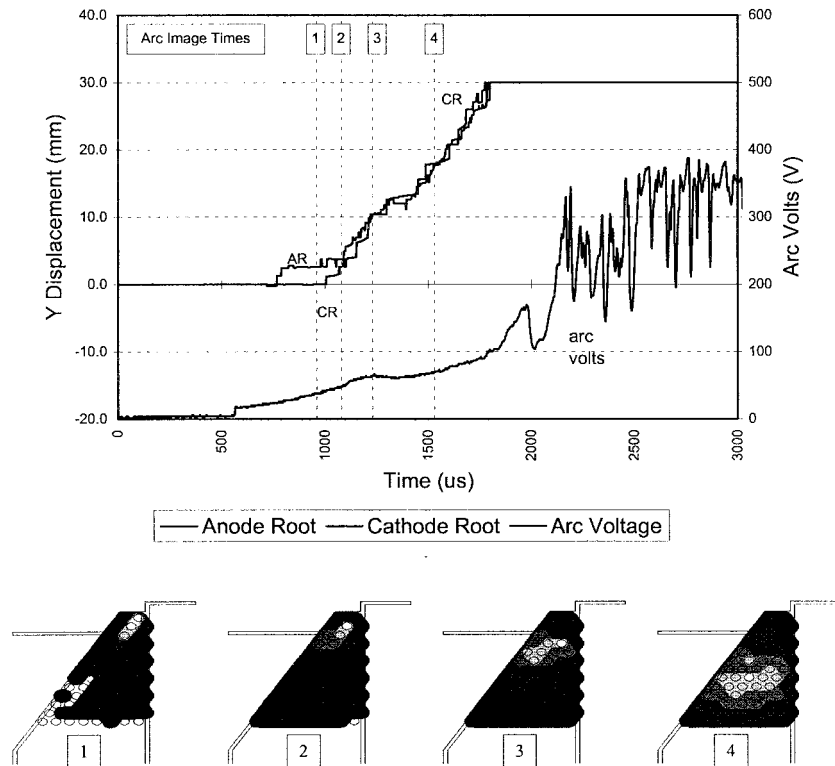 Arc Image Times
1 2 3 4
40.0
30.0
20.0
10.0
0.0
-10.0
-20.0
Y Displacement (mm)
600
500
400
300
200
100
0
Arc Volts (V)
CR
AR
CR
arc
volts
0 500 1000 1500 2000 2500 3000
Time (us)
Anode Root Cathode Root Arc Voltage
1 2 3 4